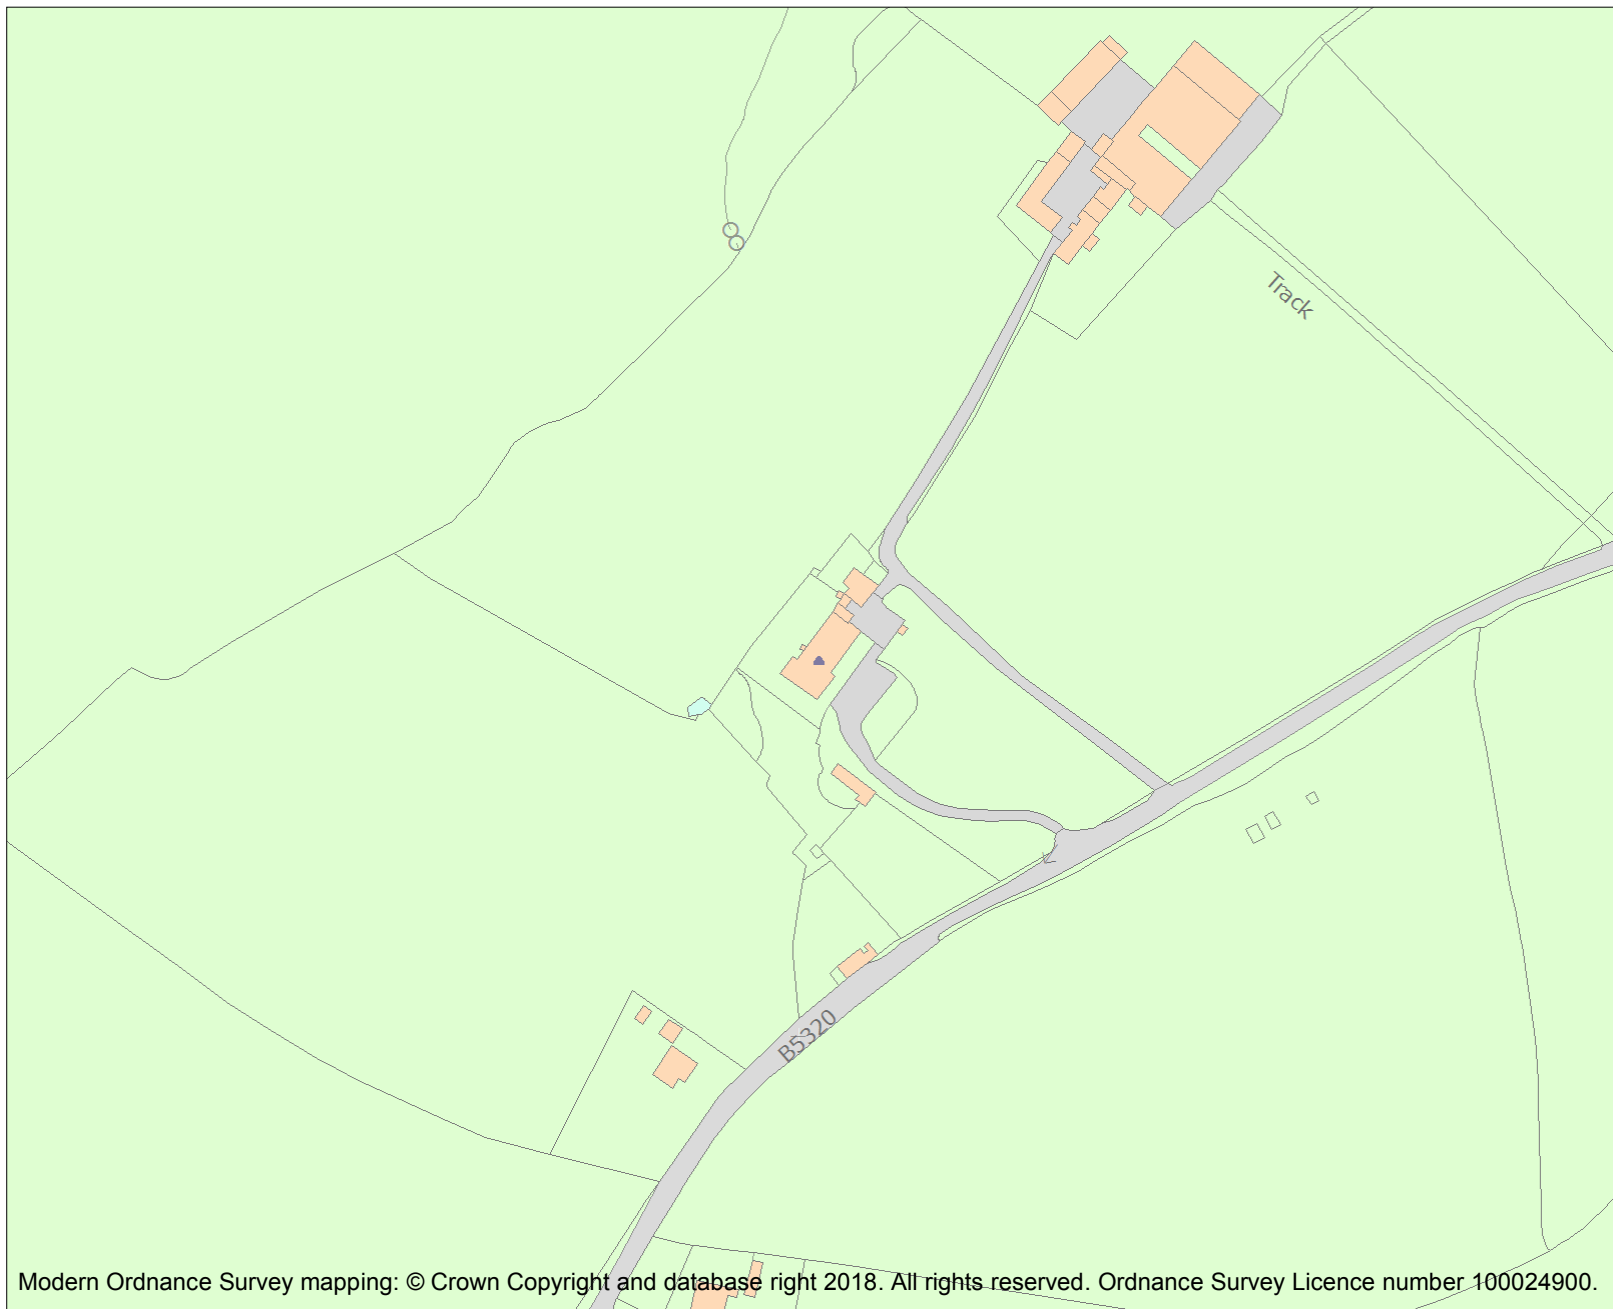 Track
B5320
Modern Ordnance Survey mapping: © Crown Copyright and database right 2018. All rights reserved. Ordnance Survey Licence number 100024900.